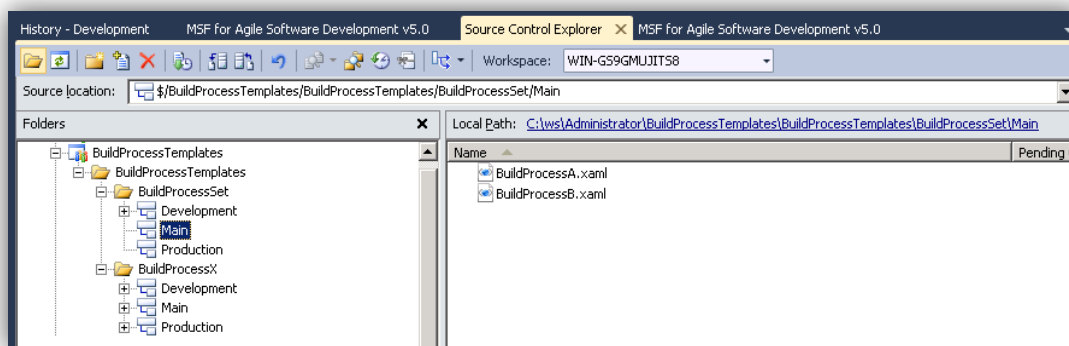 History - Development MSF for Agile Software Development v5.0 Source Control Explorer MSF for Agile Software Development v5.0
Workspace: WIN-GS9GMUJITS8
Source location: $/BuildProcessTemplates/BuildProcessTemplates/BuildProcessSet/Main
Folders Local Path: C:\ws\Administrator\BuildProcessTemplates\BuildProcessTemplates\BuildProcessSet\Main
BuildProcessTemplates Name Pending
BuildProcessTemplates BuildProcessA.xaml
BuildProcessSet BuildProcessB.xaml
Development
Main
Production
BuildProcessX
Development
Main
Production